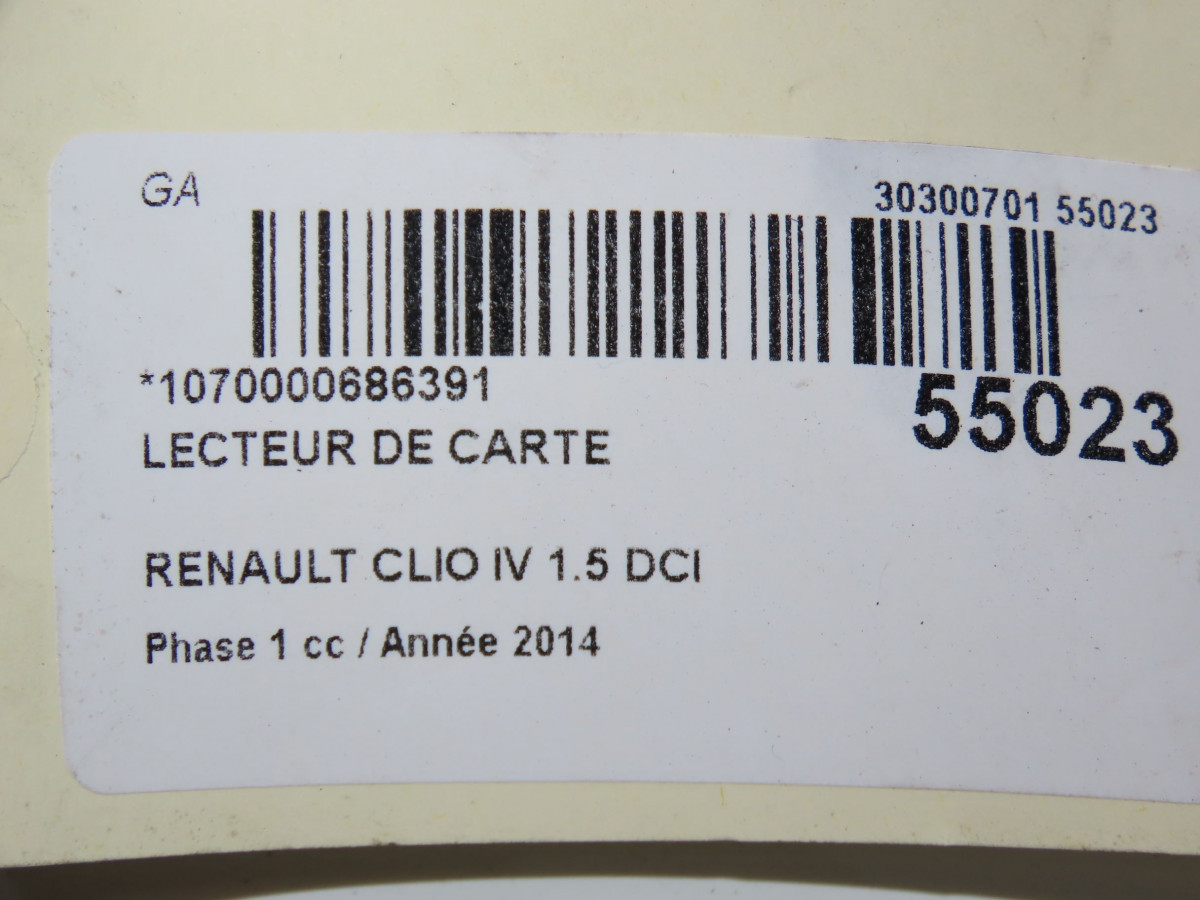 GA
30300701 55023
*1070000686391
55023
LECTEUR DE CARTE
RENAULT CLIO IV 1.5 DCI
Phase 1 cc / Année 2014